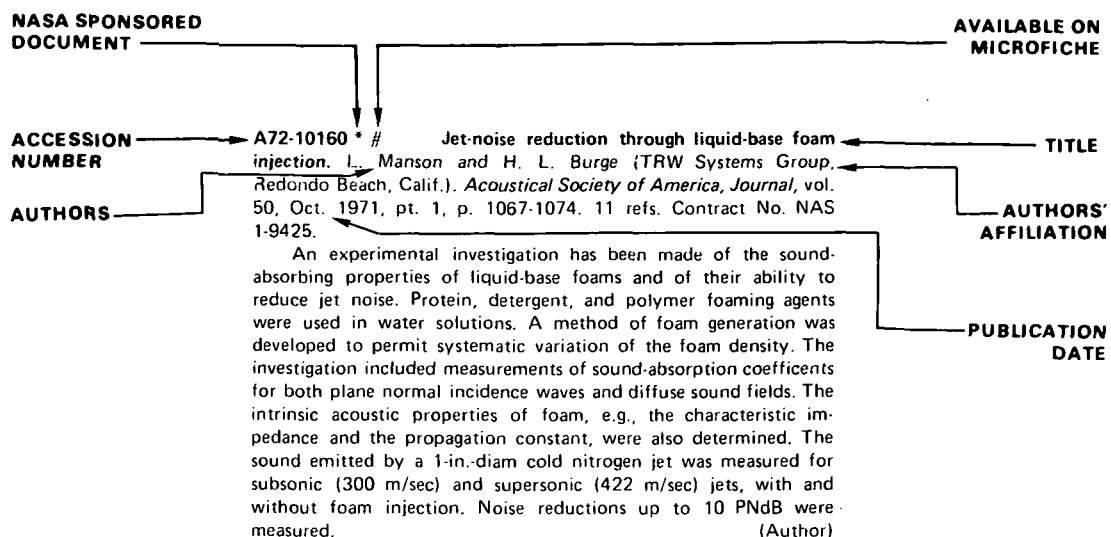 NASA SPONSORED
DOCUMENT
AVAILABLE ON
MICROFICHE
ACCESSION
NUMBER
AUTHORS
A72-10160 * # Jet-noise reduction through liquid-base foam
injection. L. Manson and H. L. Burge (TRW Systems Group,
Redondo Beach, Calif.). Acoustical Society of America, Journal, vol.
50, Oct. 1971, pt. 1, p. 1067-1074. 11 refs. Contract No. NAS
1-9425.
An experimental investigation has been made of the sound-
absorbing properties of liquid-base foams and of their ability to
reduce jet noise. Protein, detergent, and polymer foaming agents
were used in water solutions. A method of foam generation was
developed to permit systematic variation of the foam density. The
investigation included measurements of sound-absorption coefficents
for both plane normal incidence waves and diffuse sound fields. The
intrinsic acoustic properties of foam, e.g., the characteristic im-
pedance and the propagation constant, were also determined. The
sound emitted by a 1-in.-diam cold nitrogen jet was measured for
subsonic (300 m/sec) and supersonic (422 m/sec) jets, with and
without foam injection. Noise reductions up to 10 PNdB were
measured. (Author)
TITLE
AUTHORS'
AFFILIATION
PUBLICATION
DATE